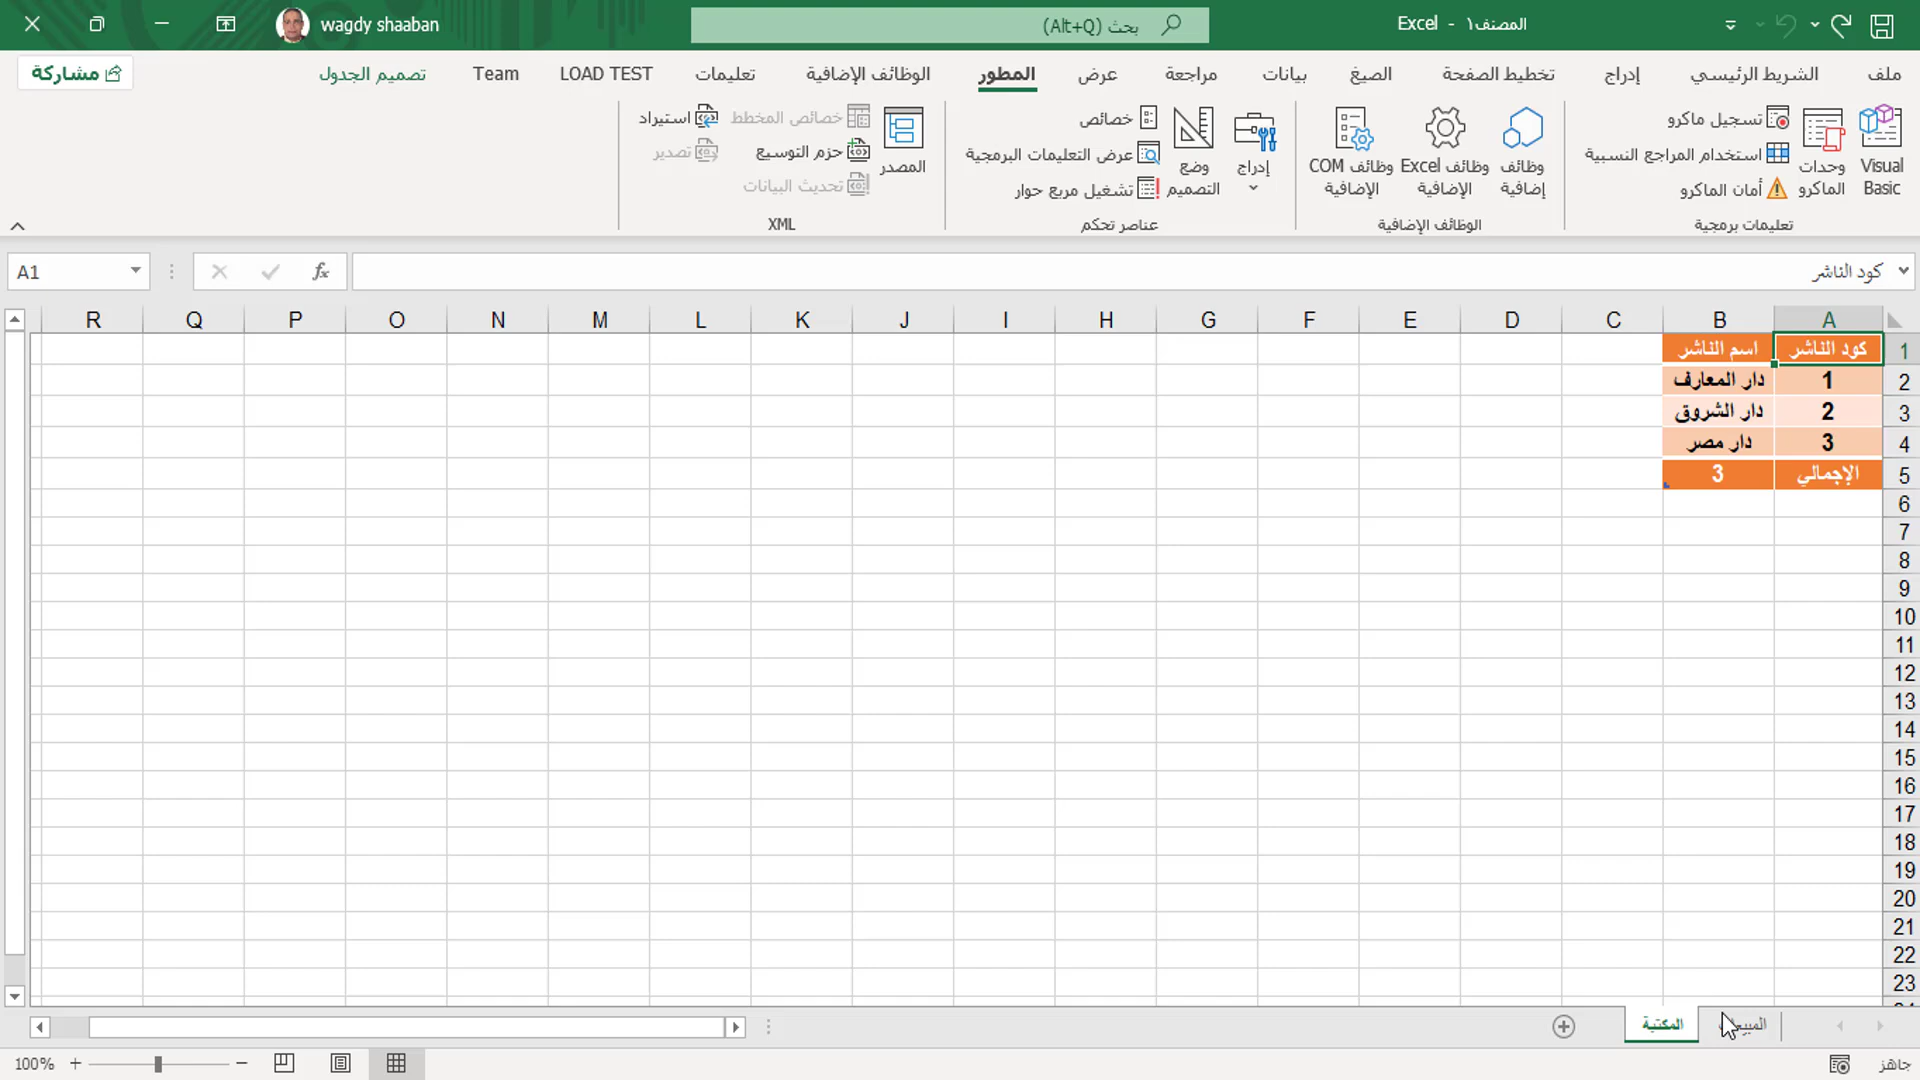 المصنف١ - Excel
بحث (Alt+Q)
wagdy shaaban
ملف
الشريط الرئيسي
إدراج
تخطيط الصفحة
الصيغ
بيانات
مراجعة
عرض
المطور
الوظائف الإضافية
تعليمات
LOAD TEST
Team
تصميم الجدول
مشاركة
Visual Basic
وحدات الماكرو
تسجيل ماكرو
استخدام المراجع النسبية
أمان الماكرو
تعليمات برمجية
وظائف إضافية
وظائف Excel الإضافية
وظائف COM الإضافية
الوظائف الإضافية
إدراج
وضع التصميم
خصائص
عرض التعليمات البرمجية
تشغيل مربع حوار
عناصر تحكم
المصدر
خصائص المخطط
حزم التوسيع
تحديث البيانات
استيراد
تصدير
XML
A1
fx
كود الناشر
A B C D E F G H I J K L M N O P Q R
1 كود الناشر اسم الناشر
2 1 دار المعارف
3 2 دار الشروق
4 3 دار مصر
5 الإجمالي 3
6
7
8
9
10
11
12
13
14
15
16
17
18
19
20
21
22
23
المكتبة
جاهز
100%